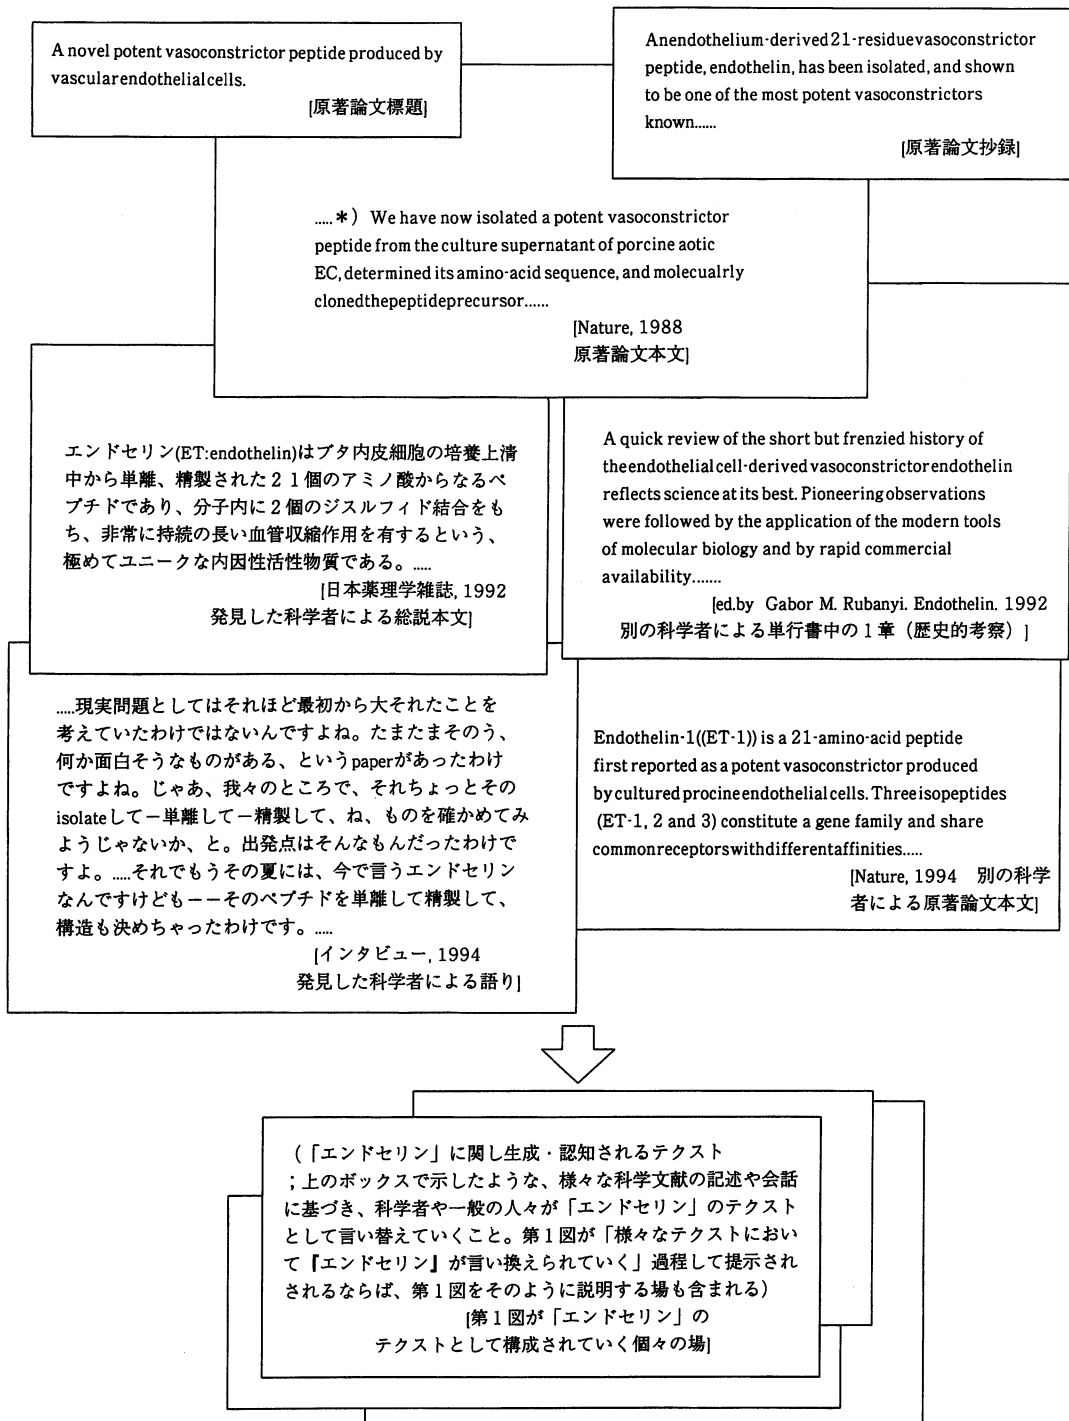 A novel potent vasoconstrictor peptide produced by
vascularendothelialcells.
[原著論文標題]
Anendothelium-derived 21-residuevasoconstrictor
peptide, endothelin, has been isolated, and shown
to be one of the most potent vasoconstrictors
known......
[原著論文抄録]
.....＊）We have now isolated a potent vasoconstrictor
peptide from the culture supernatant of porcine aotic
EC, determined its amino-acid sequence, and molecualrly
clonedthepeptideprecursor......
[Nature, 1988
原著論文本文]
エンドセリン(ET:endothelin)はブタ内皮細胞の培養上清
中から単離、精製された２１個のアミノ酸からなるペ
プチドであり、分子内に２個のジスルフィド結合をも
ち、非常に持続の長い血管収縮作用を有するという、
極めてユニークな内因性活性物質である。.....
[日本薬理学雑誌, 1992
発見した科学者による総説本文]
A quick review of the short but frenzied history of
theendothelialcell-derived vasoconstrictor endothelin
reflects science at its best. Pioneering observations
were followed by the application of the modern tools
of molecular biology and by rapid commercial
availability.......
[ed.by Gabor M. Rubanyi. Endothelin. 1992
別の科学者による単行書中の１章（歴史的考察）]
.....現実問題としてはそれほど最初から大それたことを
考えていたわけではないんですよね。たまたまそのう、
何か面白そうなものがある、というpaperがあったわけ
ですよね。じゃあ、我々のところで、それちょっとその
isolateして－単離して－精製して、ね、ものを確かめてみ
ようじゃないか、と。出発点はそんなもんだったわけで
すよ。.....それでもうその夏には、今で言うエンドセリン
なんですけども－－そのペプチドを単離して精製して、
構造も決めちゃったわけです。.....
[インタビュー, 1994
発見した科学者による語り]
Endothelin-1((ET-1)) is a 21-amino-acid peptide
first reported as a potent vasoconstrictor produced
by cultured procine endothelial cells. Three isopeptides
(ET-1, 2 and 3) constitute a gene family and share
commonreceptorswithdifferentaffinities.....
[Nature, 1994　別の科学
者による原著論文本文]
（「エンドセリン」に関し生成・認知されるテクスト
；上のボックスで示したような、様々な科学文献の記述や会話
に基づき、科学者や一般の人々が「エンドセリン」のテクスト
として言い替えていくこと。第１図が「様々なテクストにおい
て『エンドセリン』が言い換えられていく」過程して提示され
されるならば、第１図をそのように説明する場も含まれる）
[第１図が「エンドセリン」の
テクストとして構成されていく個々の場]